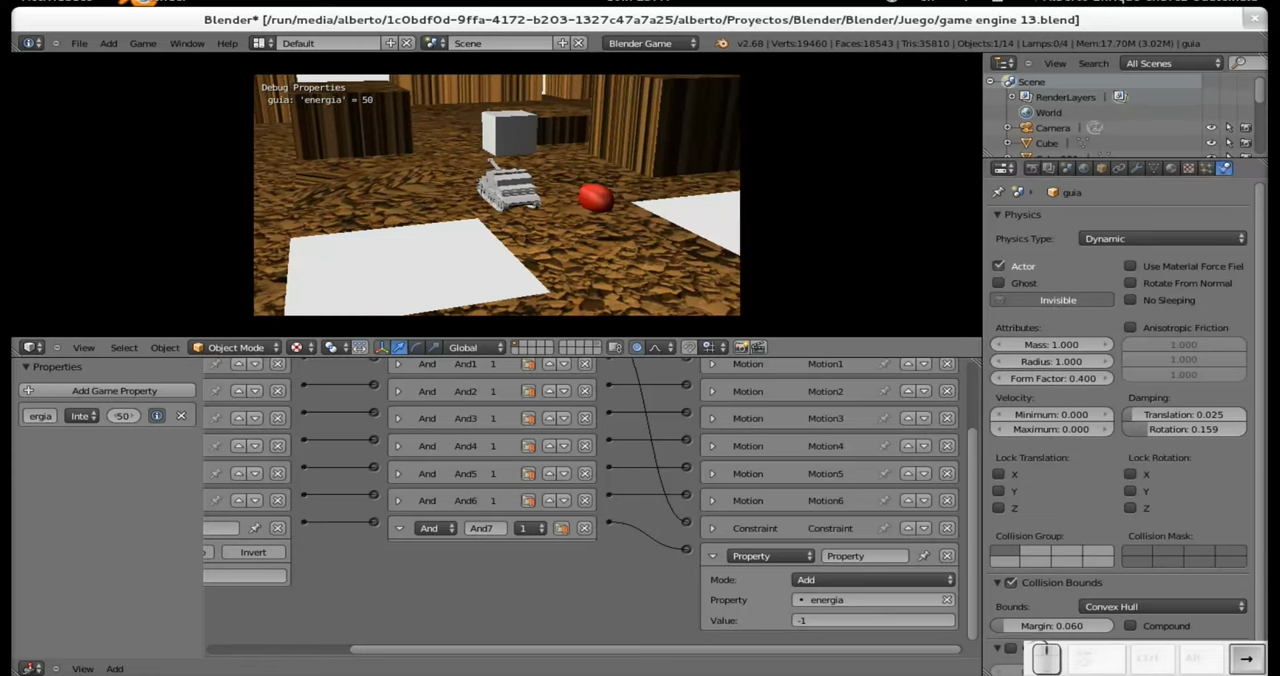 Blender* [/run/media/alberto/1c0bdf0d-9ffa-4172-b203-1327c47a7a25/alberto/Proyectos/Blender/Blender/Juego/game engine 13.blend]
File Add Game Window Help Default Scene Blender Game v2.68 | Verts:19460 | Faces:18543 | Tris:35810 | Objects:1/14 | Lamps:0/4 | Mem:17.70M (3.02M) | guia
View Search All Scenes
Debug Properties
guia: 'energia' = 50
Scene
RenderLayers
World
Camera
Cube
guia
Physics
Physics Type: Dynamic
Actor Use Material Force Fiel
Ghost Rotate From Normal
Invisible No Sleeping
Attributes: Anisotropic Friction
Mass: 1.000 1.000
Radius: 1.000 1.000
Form Factor: 0.400 1.000
Velocity: Damping:
Minimum: 0.000 Translation: 0.025
Maximum: 0.000 Rotation: 0.159
Lock Translation: Lock Rotation:
X X
Y Y
Z Z
Collision Group: Collision Mask:
Collision Bounds
Bounds: Convex Hull
Margin: 0.060 Compound
View Select Object Object Mode Global
Properties
Add Game Property
ergia Inte 50
And And1 1 Motion Motion1
And And2 1 Motion Motion2
And And3 1 Motion Motion3
And And4 1 Motion Motion4
And And5 1 Motion Motion5
And And6 1 Motion Motion6
And And7 1 Constraint Constraint
Invert Property Property
Mode: Add
Property energia
Value: -1
View Add
Ctrl Alt →